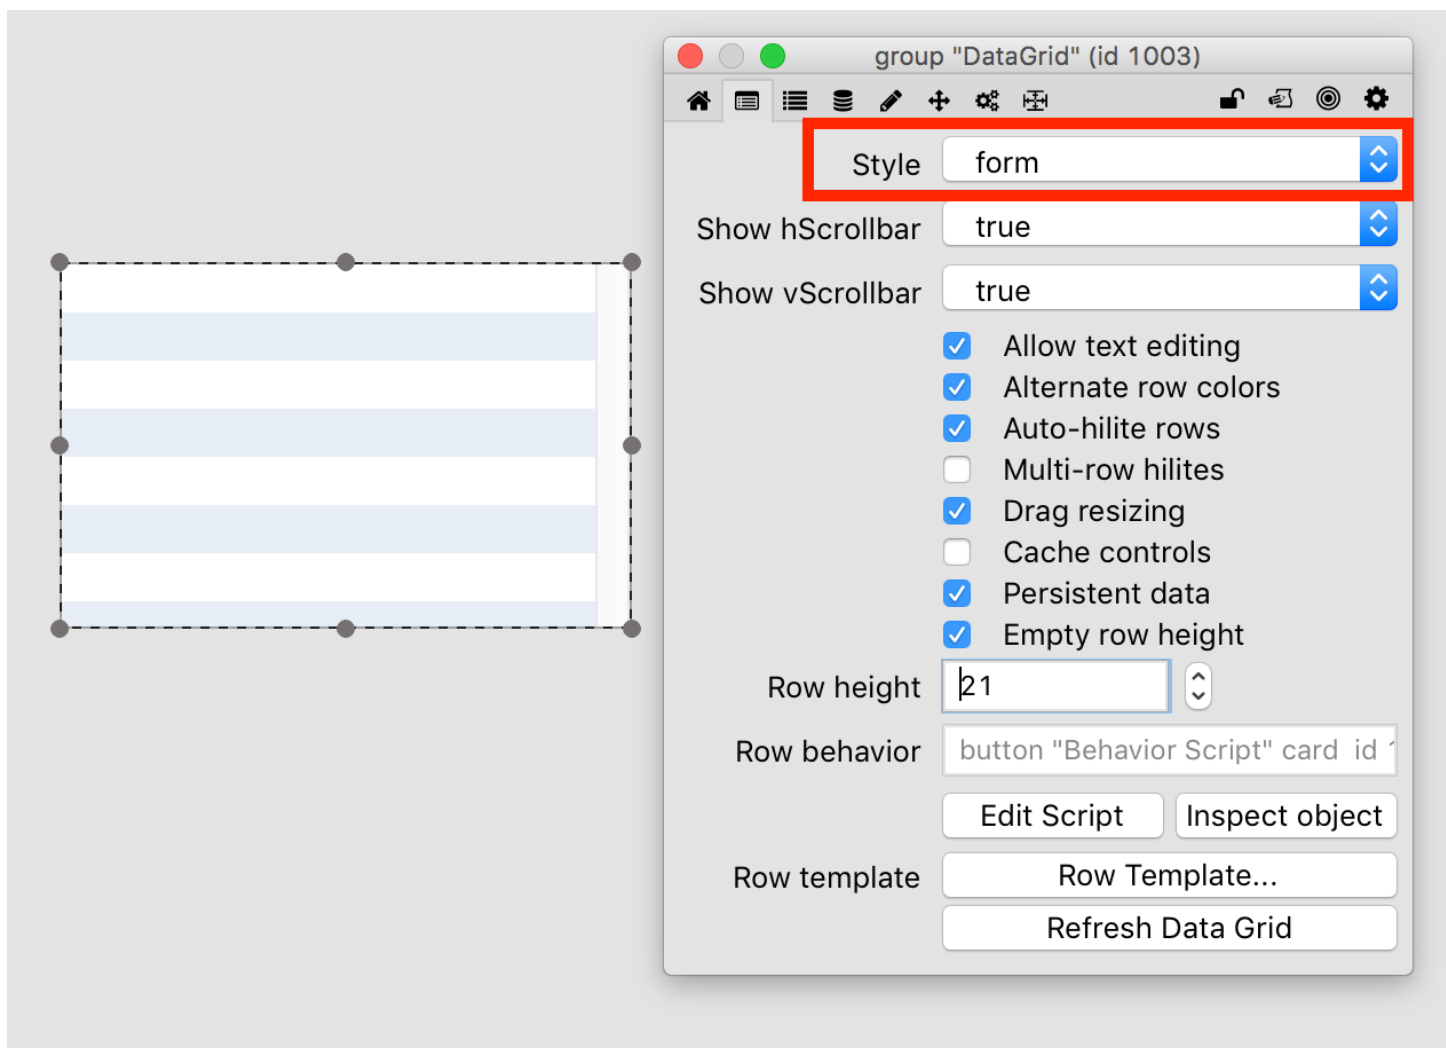 group "DataGrid" (id 1003)
Style form
Show hScrollbar true
Show vScrollbar true
Allow text editing
Alternate row colors
Auto-hilite rows
Multi-row hilites
Drag resizing
Cache controls
Persistent data
Empty row height
Row height 21
Row behavior button "Behavior Script" card id
Edit Script Inspect object
Row template Row Template...
Refresh Data Grid